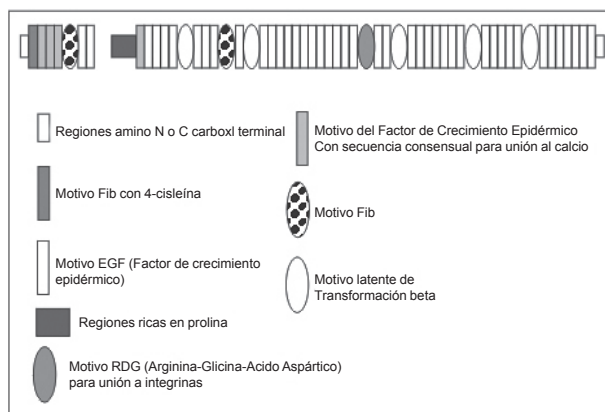 Regiones amino N o C carboxl terminal
Motivo Fib con 4-cisleína
Motivo EGF (Factor de crecimiento
epidérmico)
Regiones ricas en prolina
Motivo RDG (Arginina-Glicina-Acido Aspártico)
para unión a integrinas
Motivo del Factor de Crecimiento Epidérmico
Con secuencia consensual para unión al calcio
Motivo Fib
Motivo latente de
Transformación beta